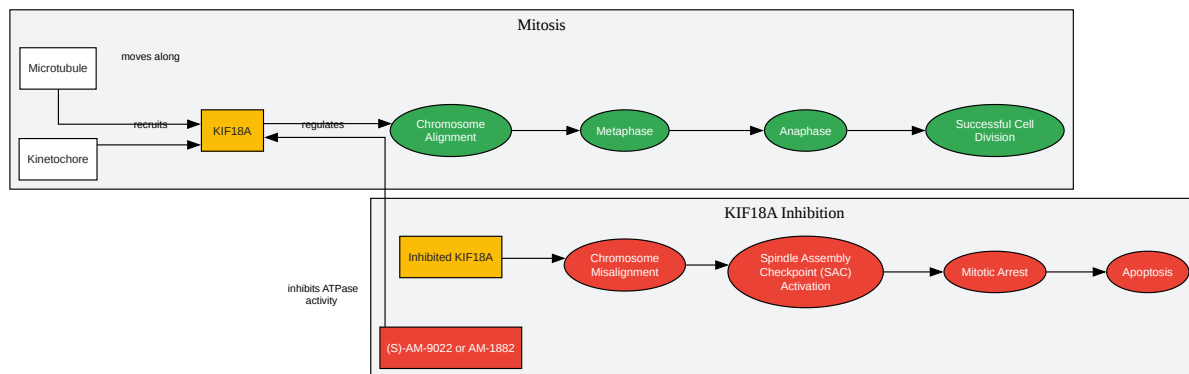 Mitosis
Microtubule
moves along
recruits
KIF18A
regulates
Kinetochore
Chromosome
Alignment
Metaphase
Anaphase
Successful Cell
Division
KIF18A Inhibition
Inhibited KIF18A
Chromosome
Misalignment
Spindle Assembly
Checkpoint (SAC)
Activation
Mitotic Arrest
Apoptosis
inhibits ATPase
activity
(S)-AM-9022 or AM-1882